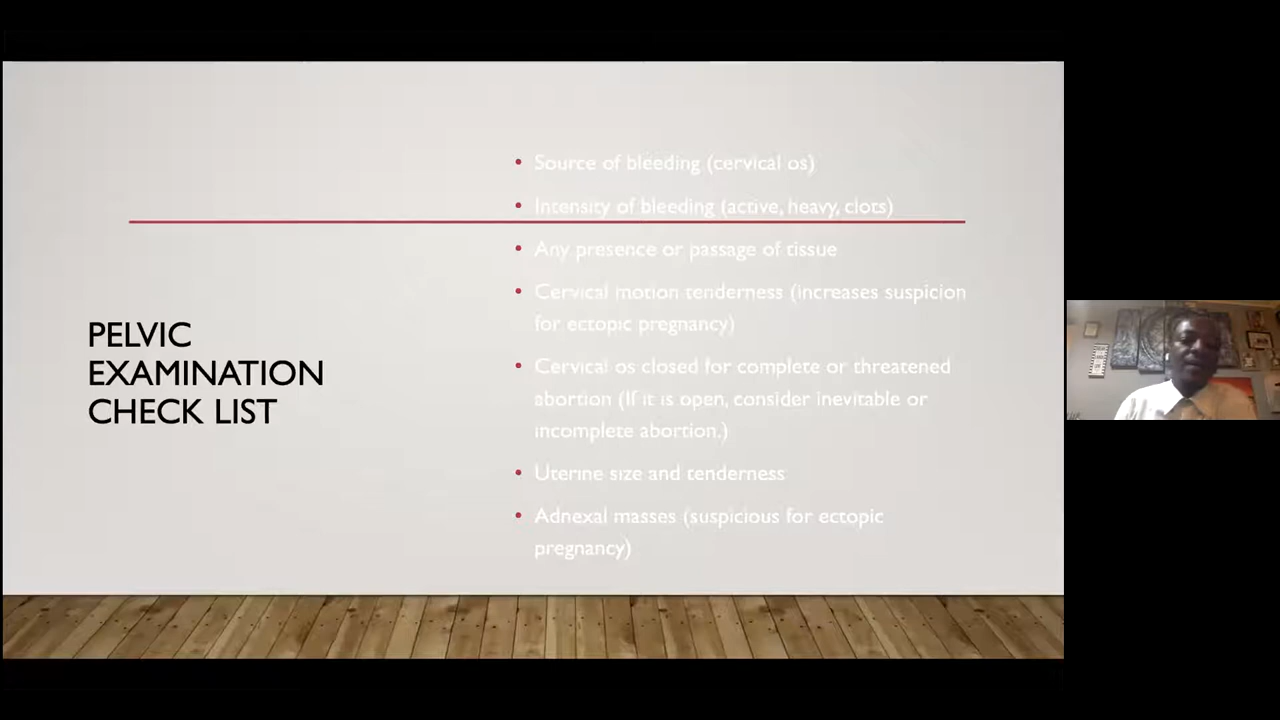 PELVIC
EXAMINATION
CHECK LIST
• Source of bleeding (cervical os)
• Intensity of bleeding (active, heavy, clots)
• Any presence or passage of tissue
• Cervical motion tenderness (increases suspicion
for ectopic pregnancy)
• Cervical os closed for complete or threatened
abortion (If it is open, consider inevitable or
incomplete abortion.)
• Uterine size and tenderness
• Adnexal masses (suspicious for ectopic
pregnancy)